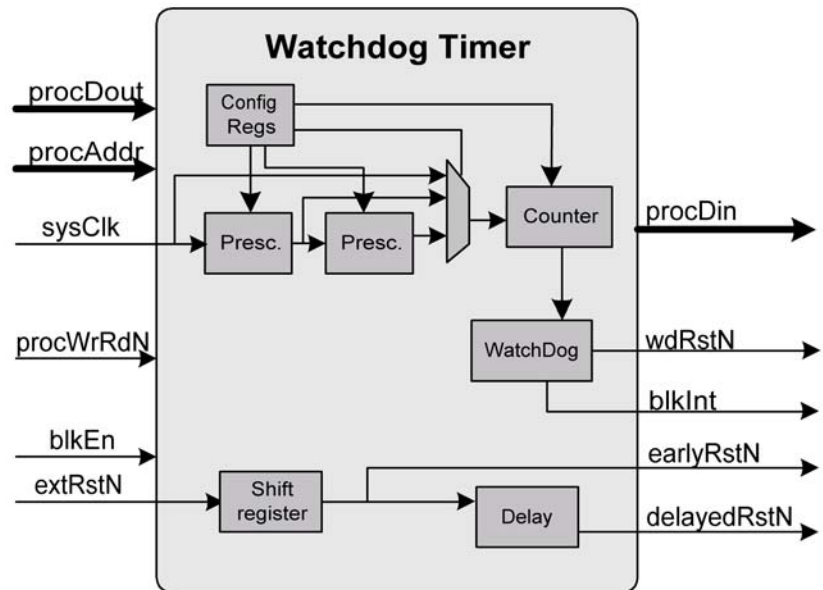 Watchdog Timer
procDout
procAddr
sysClk
procWrRdN
blkEn
extRstN
Config
Regs
Presc.
Presc.
Counter
WatchDog
Shift
register
Delay
procDin
wdRstN
blkInt
earlyRstN
delayedRstN